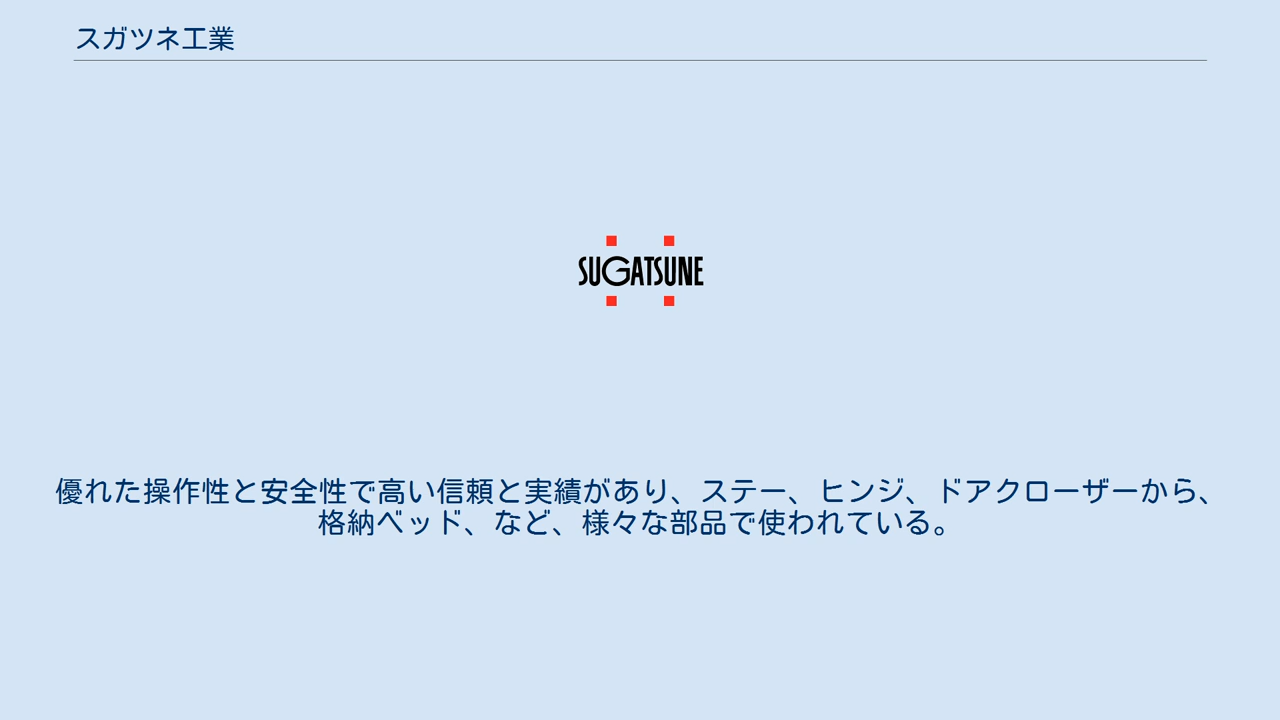 スガツネ工業
SUGATSUNE
優れた操作性と安全性で高い信頼と実績があり、ステー、ヒンジ、ドアクローザーから、
格納ベッド、など、様々な部品で使われている。